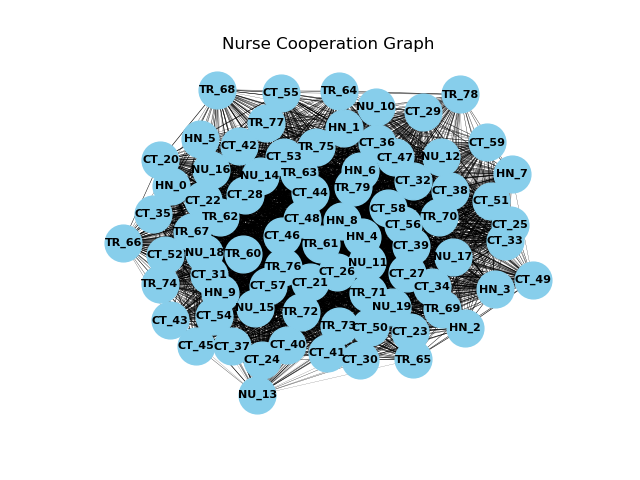 Nurse Cooperation Graph
TR_68
CT_55
TR_64
TR_78
NU_10
CT_29
TR_77
HN_1
HN_5
CT_42
TR_75
CT_36
CT_59
CT_20
CT_53
CT_47
NU_12
NU_16
NU_14
TR_63
HN_6
HN_7
HN_0
CT_28
CT_44
TR_79
CT_32
CT_38
CT_22
CT_51
CT_35
TR_62
CT_48
HN_8
CT_58
TR_70
CT_25
TR_67
CT_46
HN_4
CT_56
CT_33
TR_66
TR_61
CT_39
CT_52
NU_18
TR_60
NU_17
TR_76
CT_26
NU_11
CT_27
TR_74
CT_31
CT_49
HN_9
CT_57
CT_21
TR_71
CT_34
HN_3
NU_15
TR_72
NU_19
TR_69
CT_43
CT_54
TR_73
CT_50
CT_23
HN_2
CT_45
CT_37
CT_40
CT_24
CT_41
CT_30
TR_65
NU_13